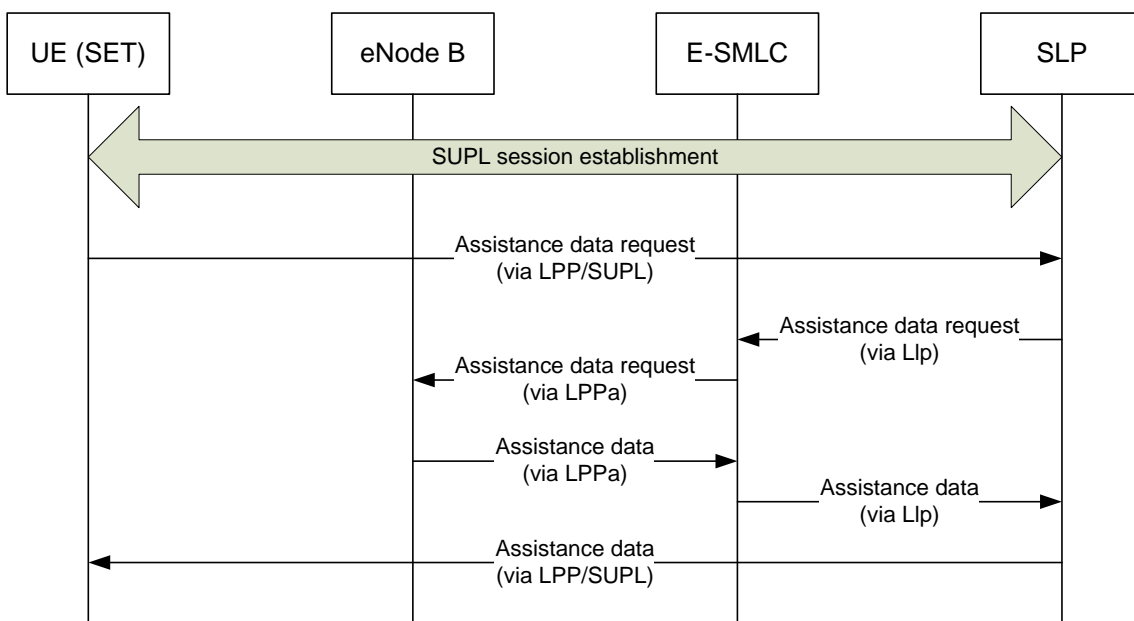 UE (SET)
eNode B
E-SMLC
SLP
SUPL session establishment
Assistance data request
(via LPP/SUPL)
Assistance data request
(via Llp)
Assistance data request
(via LPPa)
Assistance data
(via LPPa)
Assistance data
(via Llp)
Assistance data
(via LPP/SUPL)